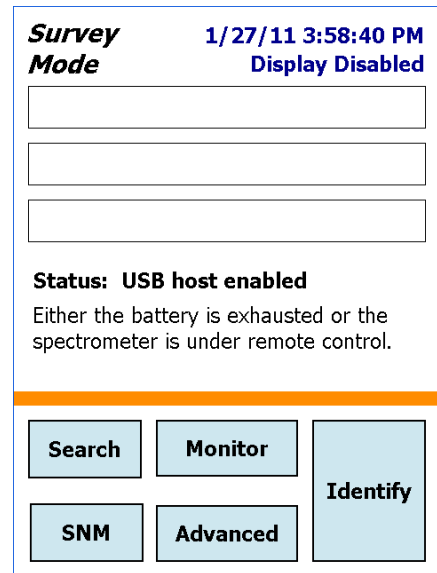 Survey 1/27/11 3:58:40 PM
Mode Display Disabled
Status: USB host enabled
Either the battery is exhausted or the
spectrometer is under remote control.
Search Monitor
Identify
SNM Advanced